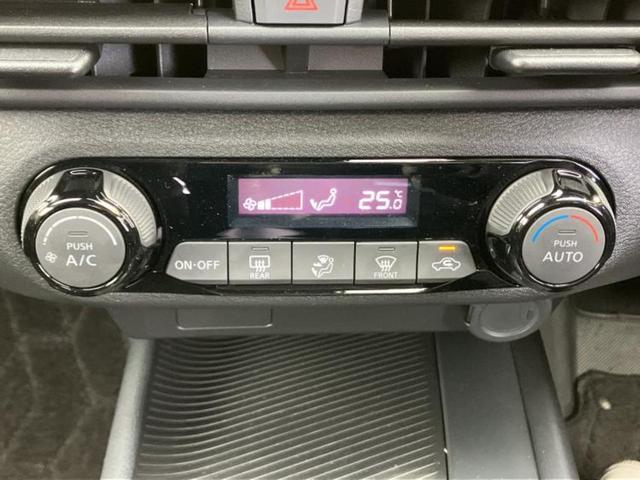 25.0 °C
PUSH
A/C
ON·OFF
REAR
FRONT
PUSH
AUTO